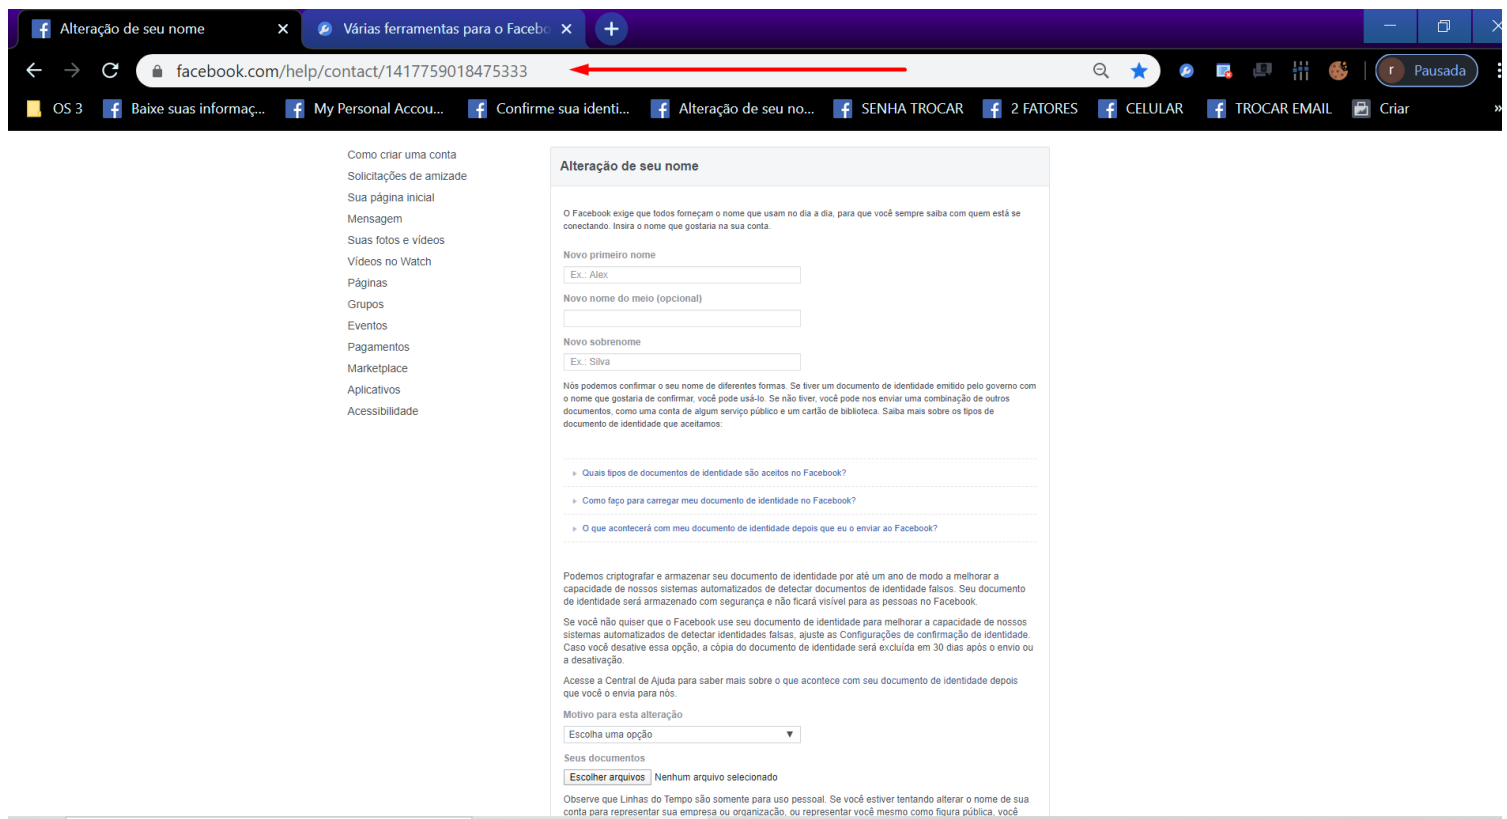 Alteração de seu nome
Várias ferramentas para o Facebo
facebook.com/help/contact/1417759018475333
r Pausada
OS 3 Baixe suas informaç... My Personal Accou... Confirme sua identi... Alteração de seu no... SENHA TROCAR 2 FATORES CELULAR TROCAR EMAIL Criar »
Como criar uma conta
Solicitações de amizade
Sua página inicial
Mensagem
Suas fotos e vídeos
Vídeos no Watch
Páginas
Grupos
Eventos
Pagamentos
Marketplace
Aplicativos
Acessibilidade
Alteração de seu nome
O Facebook exige que todos forneçam o nome que usam no dia a dia, para que você sempre saiba com quem está se
conectando. Insira o nome que gostaria na sua conta.
Novo primeiro nome
Ex.: Alex
Novo nome do meio (opcional)
Novo sobrenome
Ex.: Silva
Nós podemos confirmar o seu nome de diferentes formas. Se tiver um documento de identidade emitido pelo governo com
o nome que gostaria de confirmar, você pode usá-lo. Se não tiver, você pode nos enviar uma combinação de outros
documentos, como uma conta de algum serviço público e um cartão de biblioteca. Saiba mais sobre os tipos de
documento de identidade que aceitamos:
Quais tipos de documentos de identidade são aceitos no Facebook?
Como faço para carregar meu documento de identidade no Facebook?
O que acontecerá com meu documento de identidade depois que eu o enviar ao Facebook?
Podemos criptografar e armazenar seu documento de identidade por até um ano de modo a melhorar a
capacidade de nossos sistemas automatizados de detectar documentos de identidade falsos. Seu documento
de identidade será armazenado com segurança e não ficará visível para as pessoas no Facebook.
Se você não quiser que o Facebook use seu documento de identidade para melhorar a capacidade de nossos
sistemas automatizados de detectar identidades falsas, ajuste as Configurações de confirmação de identidade.
Caso você desative essa opção, a cópia do documento de identidade será excluída em 30 dias após o envio ou
a desativação.
Acesse a Central de Ajuda para saber mais sobre o que acontece com seu documento de identidade depois
que você o envia para nós.
Motivo para esta alteração
Escolha uma opção
Seus documentos
Escolher arquivos Nenhum arquivo selecionado
Observe que Linhas do Tempo são somente para uso pessoal. Se você estiver tentando alterar o nome de sua
conta para representar sua empresa ou organização, ou representar você mesmo como figura pública, você